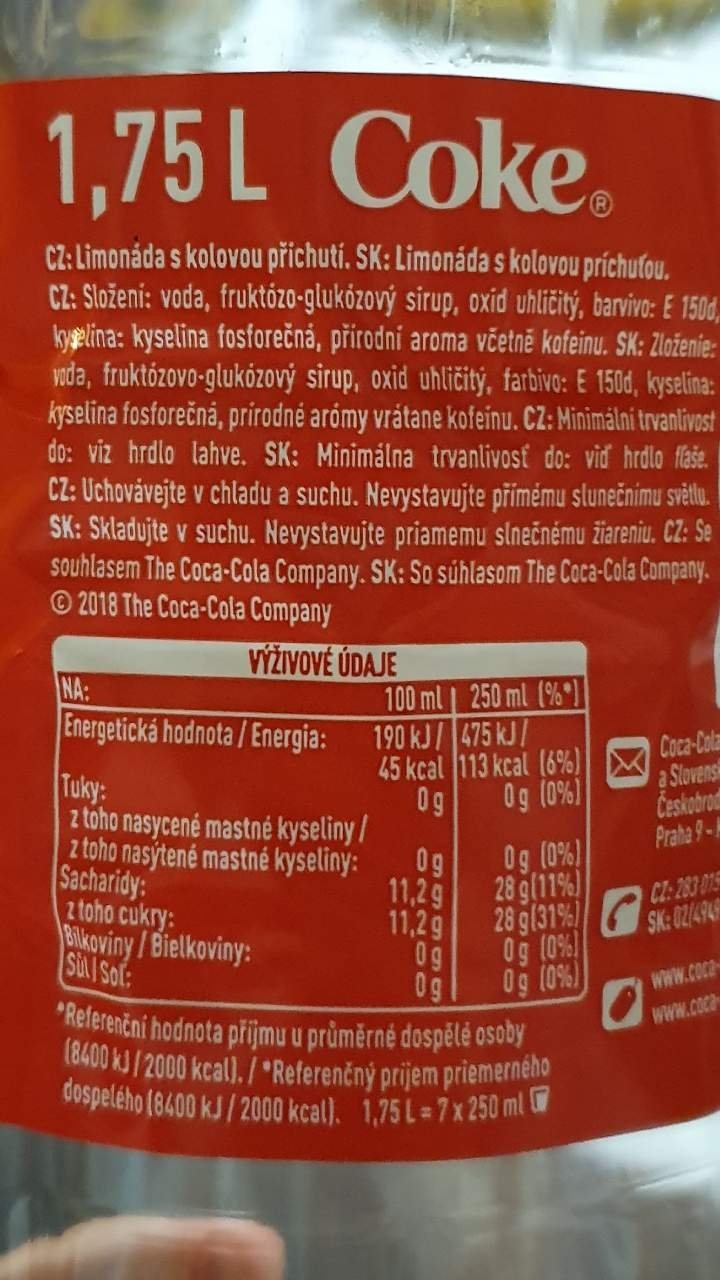 1,75 L Coke®
CZ: Limonáda s kolovou příchutí. SK: Limonáda s kolovou príchuťou.
CZ: Složení: voda, fruktózo-glukózový sirup, oxid uhličitý, barvivo: E 150d,
kyselina: kyselina fosforečná, přírodní aroma včetně kofeinu. SK: Zloženie:
voda, fruktózovo-glukózový sirup, oxid uhličitý, farbivo: E 150d, kyselina:
kyselina fosforečná, prírodné arómy vrátane kofeínu. CZ: Minimální trvanlivost
do: viz hrdlo lahve. SK: Minimálna trvanlivosť do: viď hrdlo fľaše.
CZ: Uchovávejte v chladu a suchu. Nevystavujte přímému slunečnímu světlu.
SK: Skladujte v suchu. Nevystavujte priamemu slnečnému žiareniu. CZ: Se
souhlasem The Coca-Cola Company. SK: So súhlasom The Coca-Cola Company.
© 2018 The Coca-Cola Company
VÝŽIVOVÉ ÚDAJE
NA: 100 ml 250 ml (%*)
Energetická hodnota / Energia: 190 kJ / 475 kJ /
45 kcal 113 kcal (6%)
Tuky: 0 g 0 g (0%)
z toho nasycené mastné kyseliny /
z toho nasýtené mastné kyseliny: 0 g 0 g (0%)
Sacharidy: 11,2 g 28 g (11%)
z toho cukry: 11,2 g 28 g (31%)
Bílkoviny / Bielkoviny: 0 g 0 g (0%)
Sůl / Soľ: 0 g 0 g (0%)
*Referenční hodnota příjmu u průměrné dospělé osoby
(8400 kJ / 2000 kcal). / *Referenčný príjem priemerného
dospelého (8400 kJ / 2000 kcal). 1,75 L = 7 x 250 ml
Coca-Cola
a Slovens
Českobrod
Praha 9 -
CZ: 283 015
SK: 02/4949
www.coca-
www.coca-